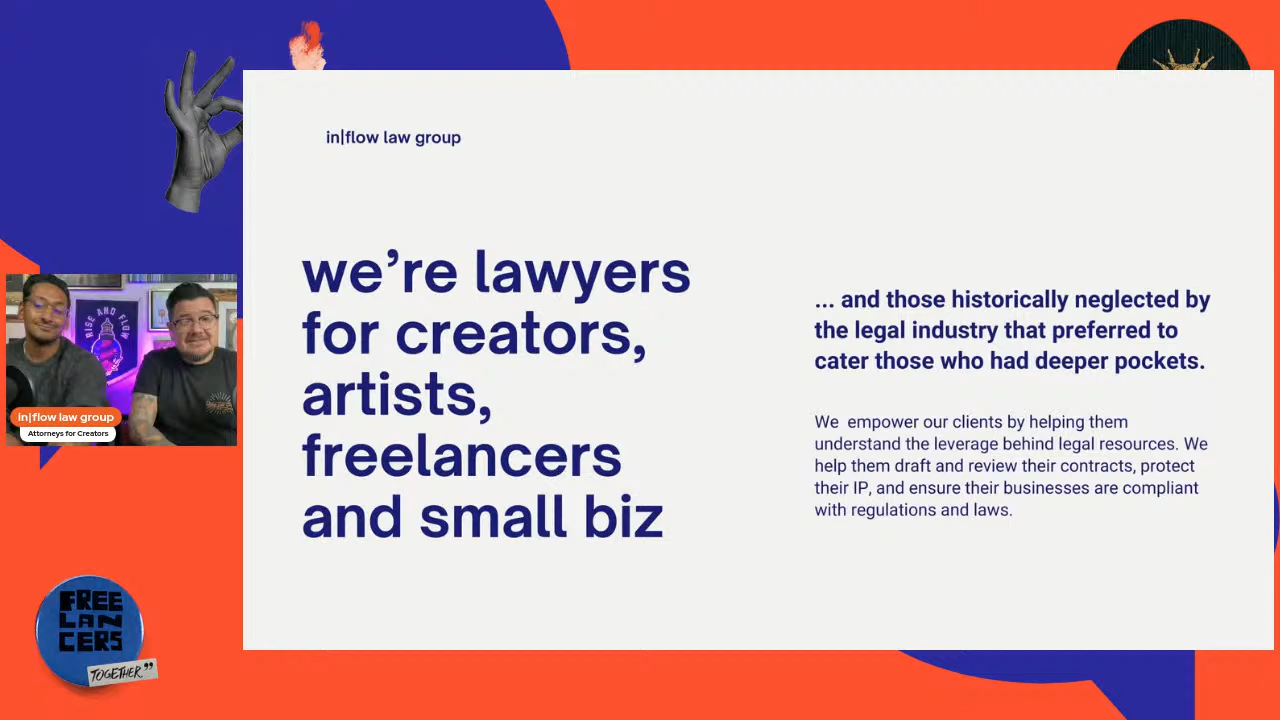 in|flow law group
we're lawyers
for creators,
artists,
freelancers
and small biz
... and those historically neglected by
the legal industry that preferred to
cater those who had deeper pockets.
We empower our clients by helping them
understand the leverage behind legal resources. We
help them draft and review their contracts, protect
their IP, and ensure their businesses are compliant
with regulations and laws.
RISE AND FLOW
in|flow law group
Attorneys for Creators
FREE
LAN
CERS
TOGETHER"